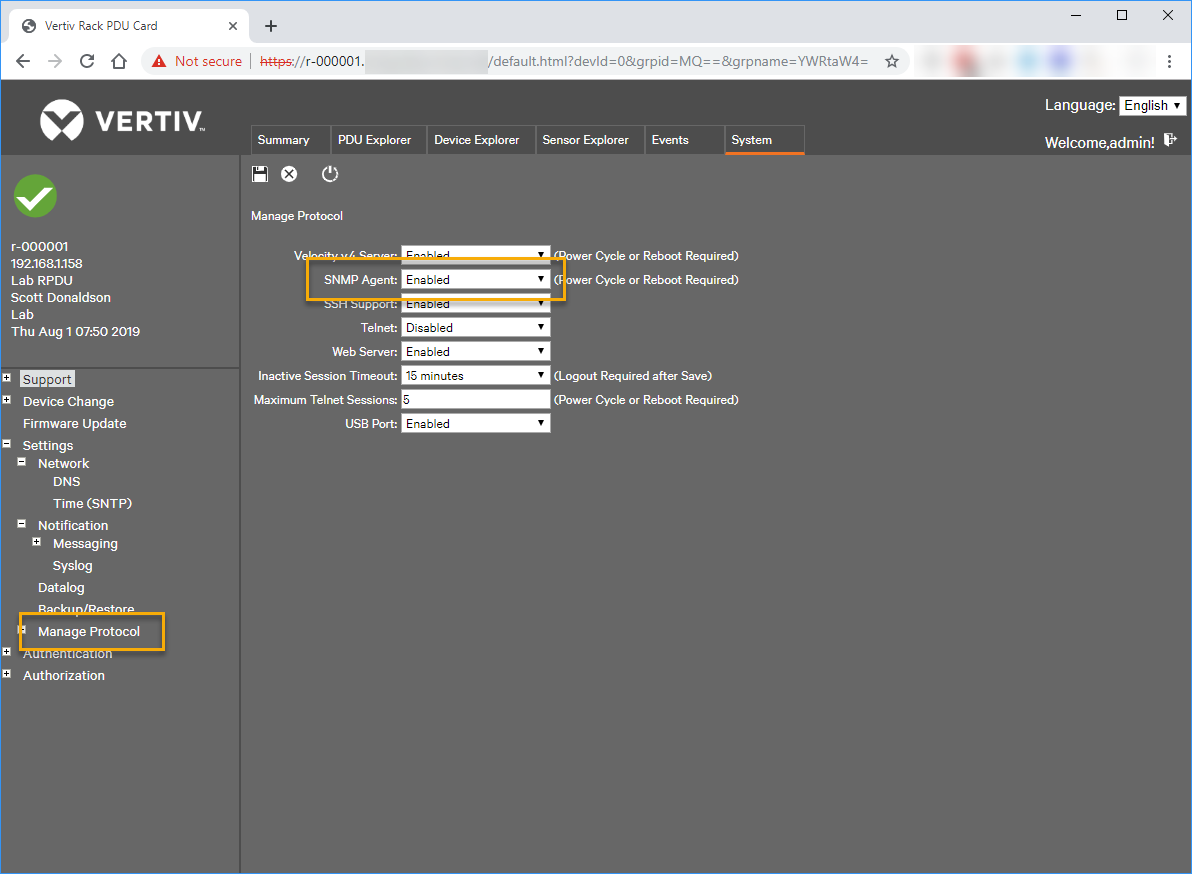 Vertiv Rack PDU Card
Not secure https://r-000001. /default.html?devId=0&grpid=MQ==&grpname=YWRtaW4=
VERTIV™
Language: English
Welcome,admin!
Summary PDU Explorer Device Explorer Sensor Explorer Events System
r-000001
192.168.1.158
Lab RPDU
Scott Donaldson
Lab
Thu Aug 1 07:50 2019
Support
Device Change
Firmware Update
Settings
Network
DNS
Time (SNTP)
Notification
Messaging
Syslog
Datalog
Backup/Restore
Manage Protocol
Authentication
Authorization
Manage Protocol
Velocity v4 Server: Enabled (Power Cycle or Reboot Required)
SNMP Agent: Enabled (Power Cycle or Reboot Required)
SSH Support: Enabled
Telnet: Disabled
Web Server: Enabled
Inactive Session Timeout: 15 minutes (Logout Required after Save)
Maximum Telnet Sessions: 5 (Power Cycle or Reboot Required)
USB Port: Enabled